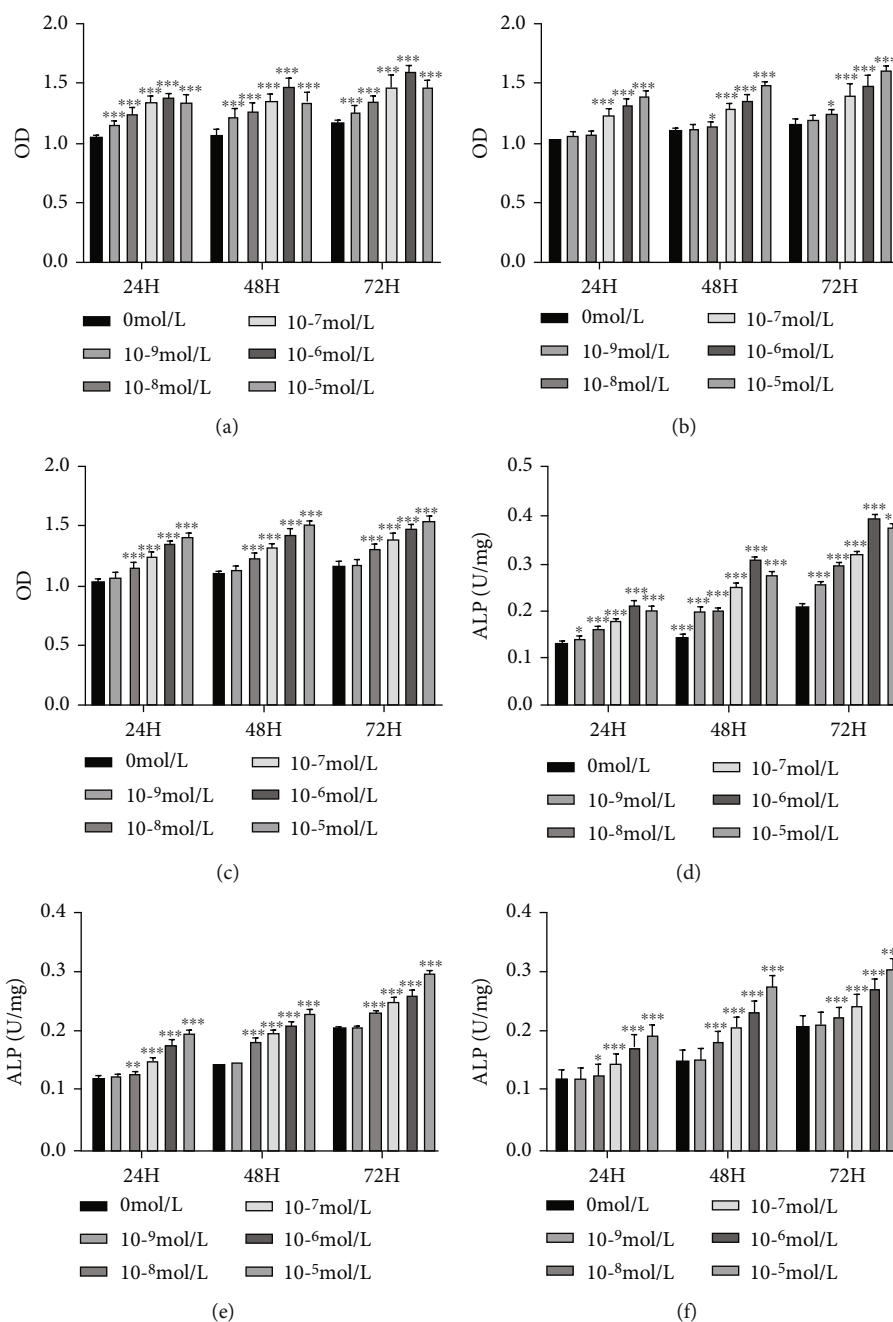 2.0
1.5
1.0
0.5
0.0
OD
*** *** *** *** ***
*** *** *** *** ***
*** *** *** *** ***
24H 48H 72H
0mol/L 10-⁷mol/L
10-⁹mol/L 10-⁶mol/L
10-⁸mol/L 10-⁵mol/L
(a)
2.0
1.5
1.0
0.5
0.0
OD
*** *** ***
* *** *** ***
* *** *** ***
24H 48H 72H
0mol/L 10-⁷mol/L
10-⁹mol/L 10-⁶mol/L
10-⁸mol/L 10-⁵mol/L
(b)
2.0
1.5
1.0
0.5
0.0
OD
*** *** *** ***
*** *** *** ***
*** *** *** ***
24H 48H 72H
0mol/L 10-⁷mol/L
10-⁹mol/L 10-⁶mol/L
10-⁸mol/L 10-⁵mol/L
(c)
0.5
0.4
0.3
0.2
0.1
0.0
ALP (U/mg)
* *** *** *** ***
*** *** *** *** *** ***
*** *** *** *** *
24H 48H 72H
0mol/L 10-⁷mol/L
10-⁹mol/L 10-⁶mol/L
10-⁸mol/L 10-⁵mol/L
(d)
0.4
0.3
0.2
0.1
0.0
ALP (U/mg)
** *** *** ***
*** *** *** ***
*** *** *** ***
24H 48H 72H
0mol/L 10-⁷mol/L
10-⁹mol/L 10-⁶mol/L
10-⁸mol/L 10-⁵mol/L
(e)
0.4
0.3
0.2
0.1
0.0
ALP (U/mg)
* *** *** ***
*** *** *** ***
*** *** *** **
24H 48H 72H
0mol/L 10-⁷mol/L
10-⁹mol/L 10-⁶mol/L
10-⁸mol/L 10-⁵mol/L
(f)